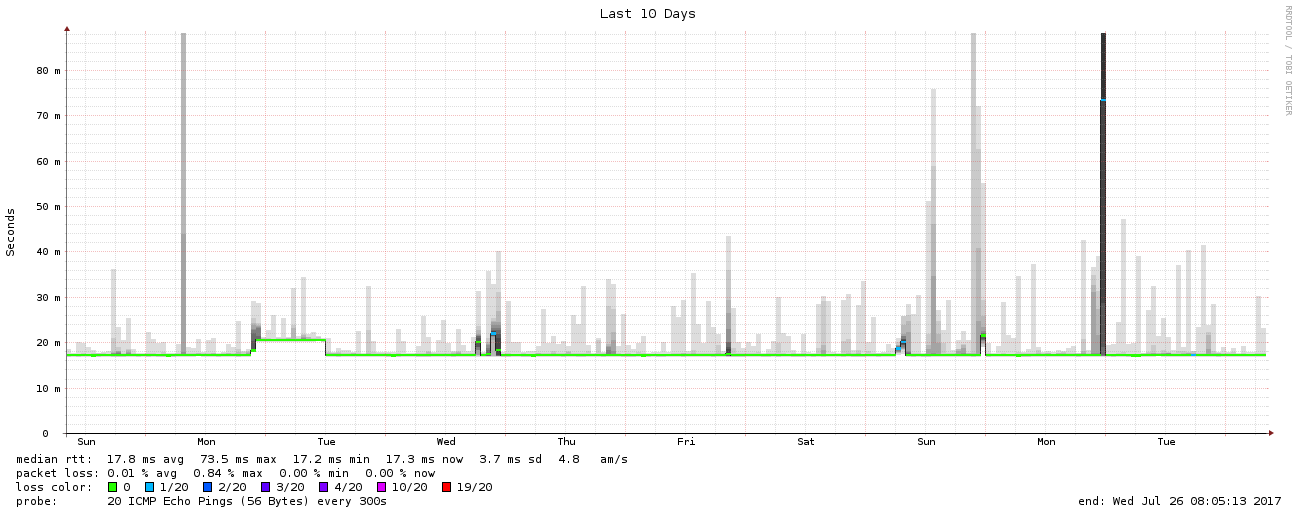 Last 10 Days
RRDTOOL / TOBI OETIKER
Seconds
80 m
70 m
60 m
50 m
40 m
30 m
20 m
10 m
0
Sun Mon Tue Wed Thu Fri Sat Sun Mon Tue
median rtt: 17.8 ms avg 73.5 ms max 17.2 ms min 17.3 ms now 3.7 ms sd 4.8 am/s
packet loss: 0.01 % avg 0.84 % max 0.00 % min 0.00 % now
loss color: 0 1/20 2/20 3/20 4/20 10/20 19/20
probe: 20 ICMP Echo Pings (56 Bytes) every 300s end: Wed Jul 26 08:05:13 2017